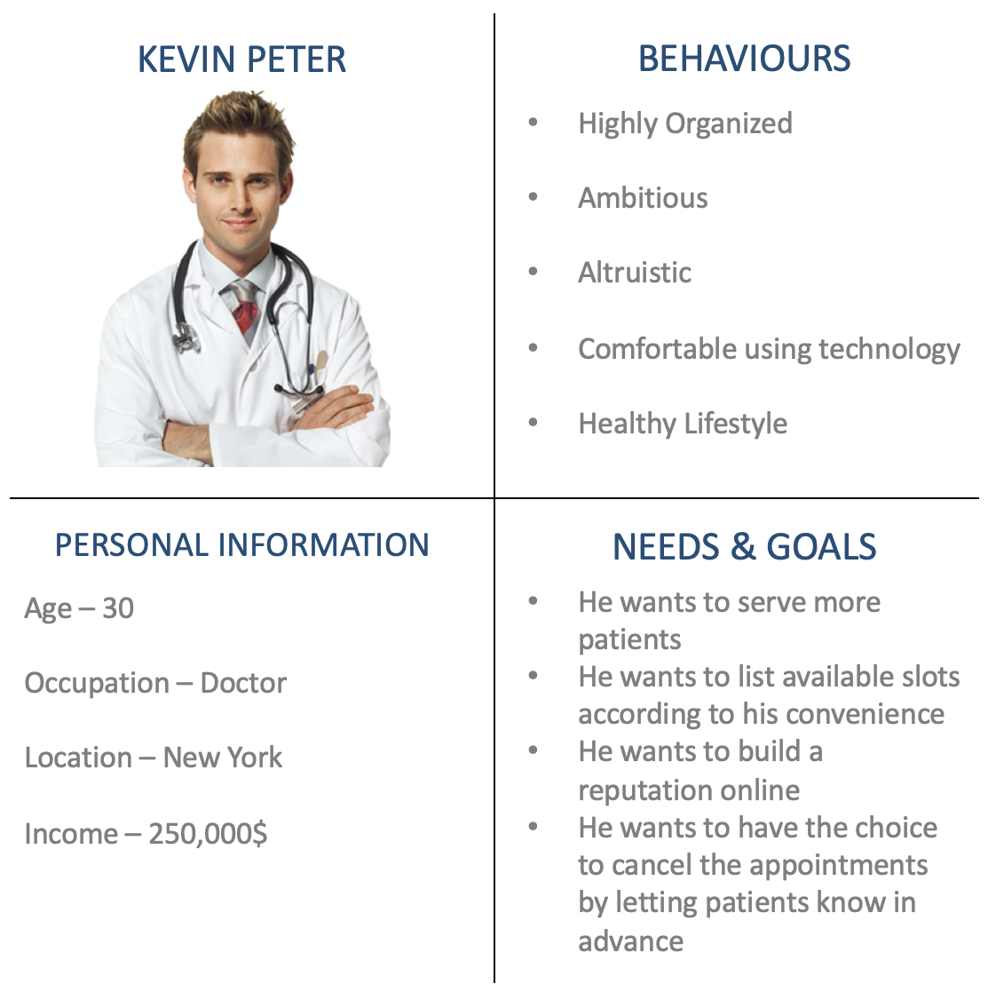 KEVIN PETER
BEHAVIOURS
• Highly Organized
• Ambitious
• Altruistic
• Comfortable using technology
• Healthy Lifestyle
PERSONAL INFORMATION
Age – 30
Occupation – Doctor
Location – New York
Income – 250,000$
NEEDS & GOALS
• He wants to serve more
patients
• He wants to list available slots
according to his convenience
• He wants to build a
reputation online
• He wants to have the choice
to cancel the appointments
by letting patients know in
advance